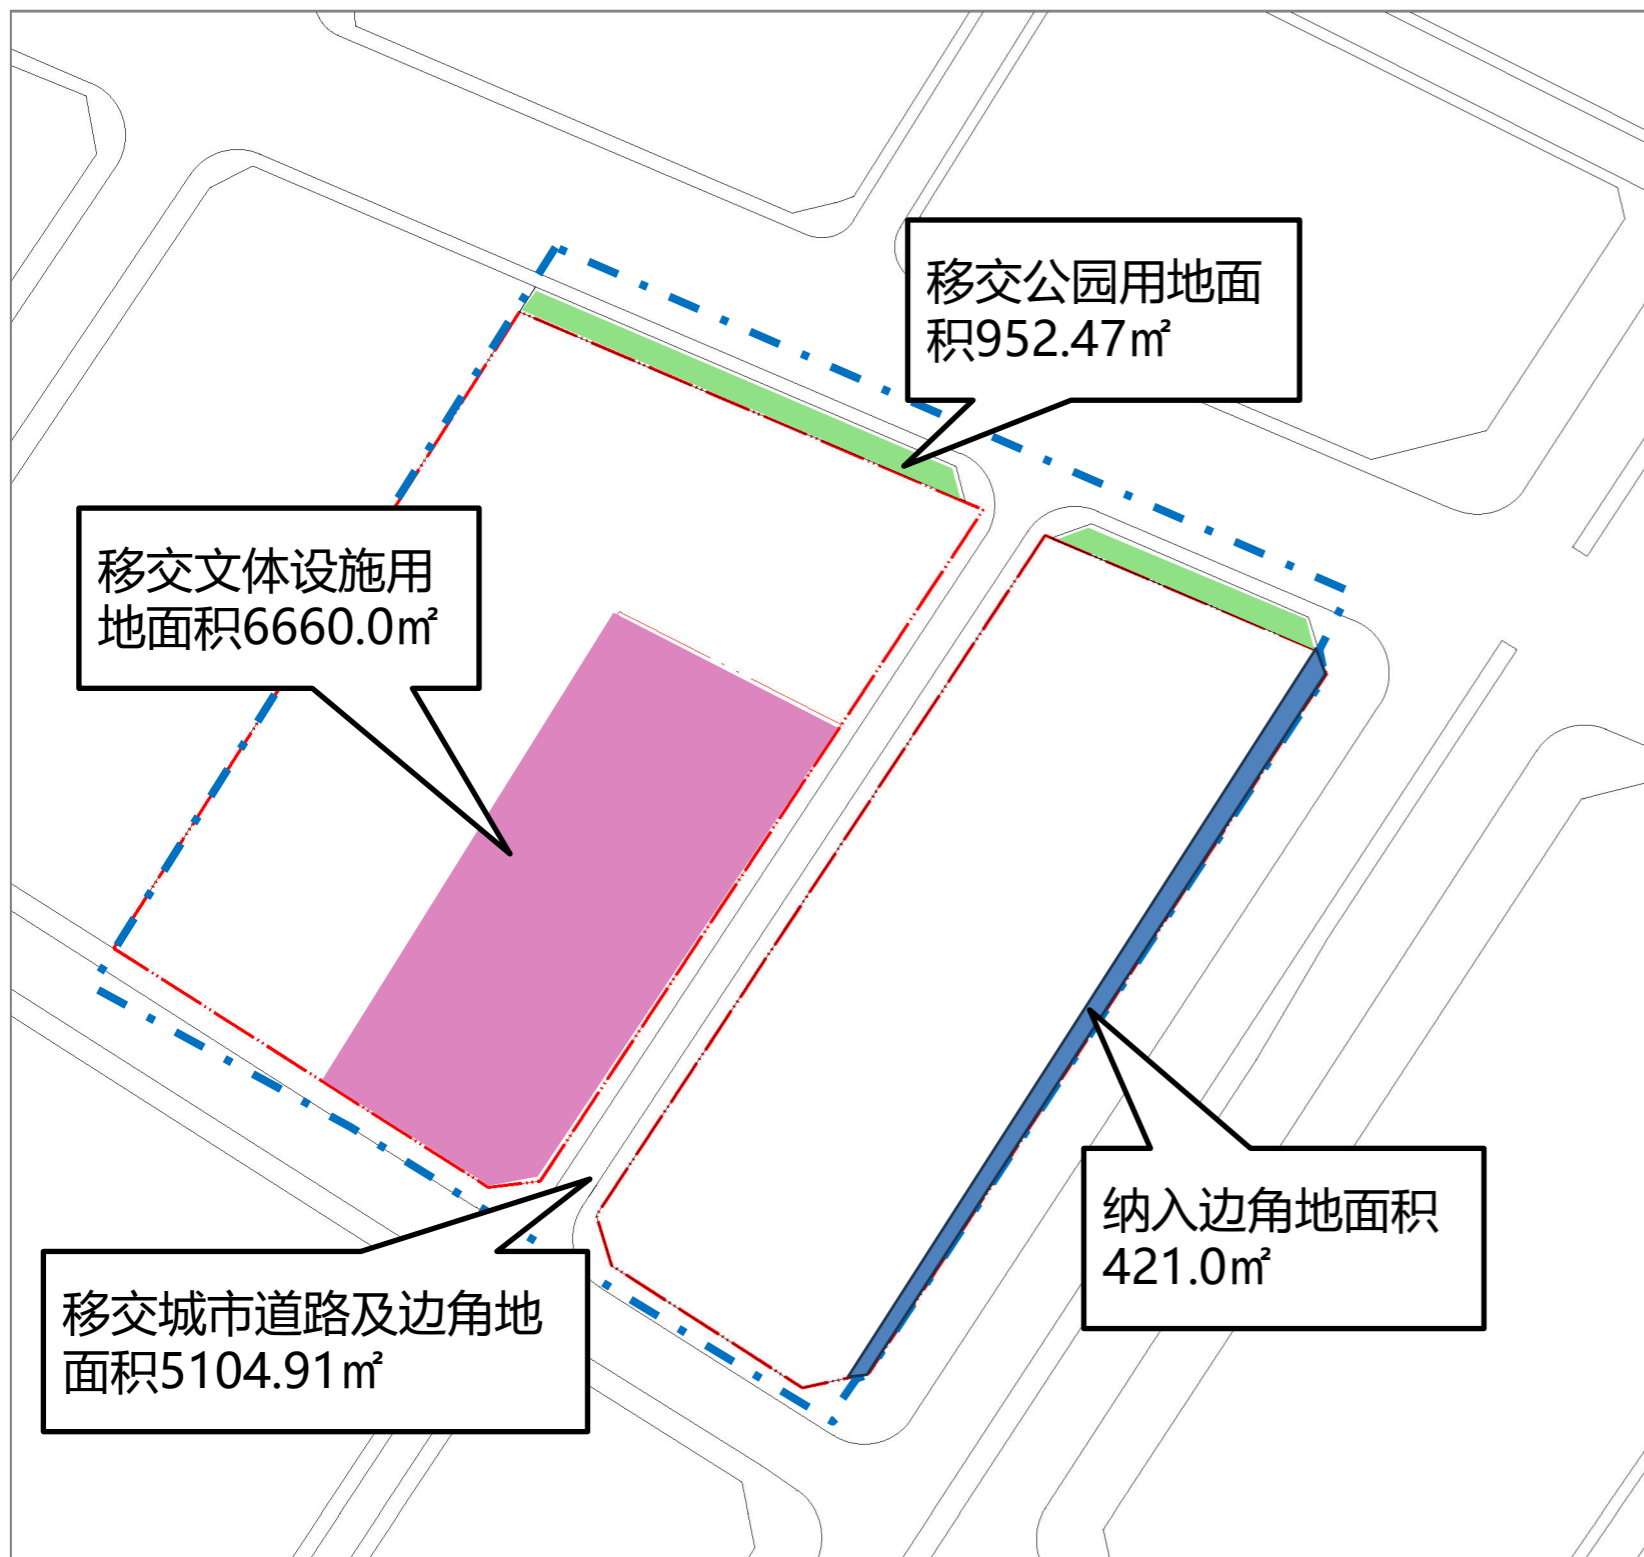 移交公园用地面
积952.47㎡
移交文体设施用
地面积6660.0㎡
纳入边角地面积
421.0㎡
移交城市道路及边角地
面积5104.91㎡